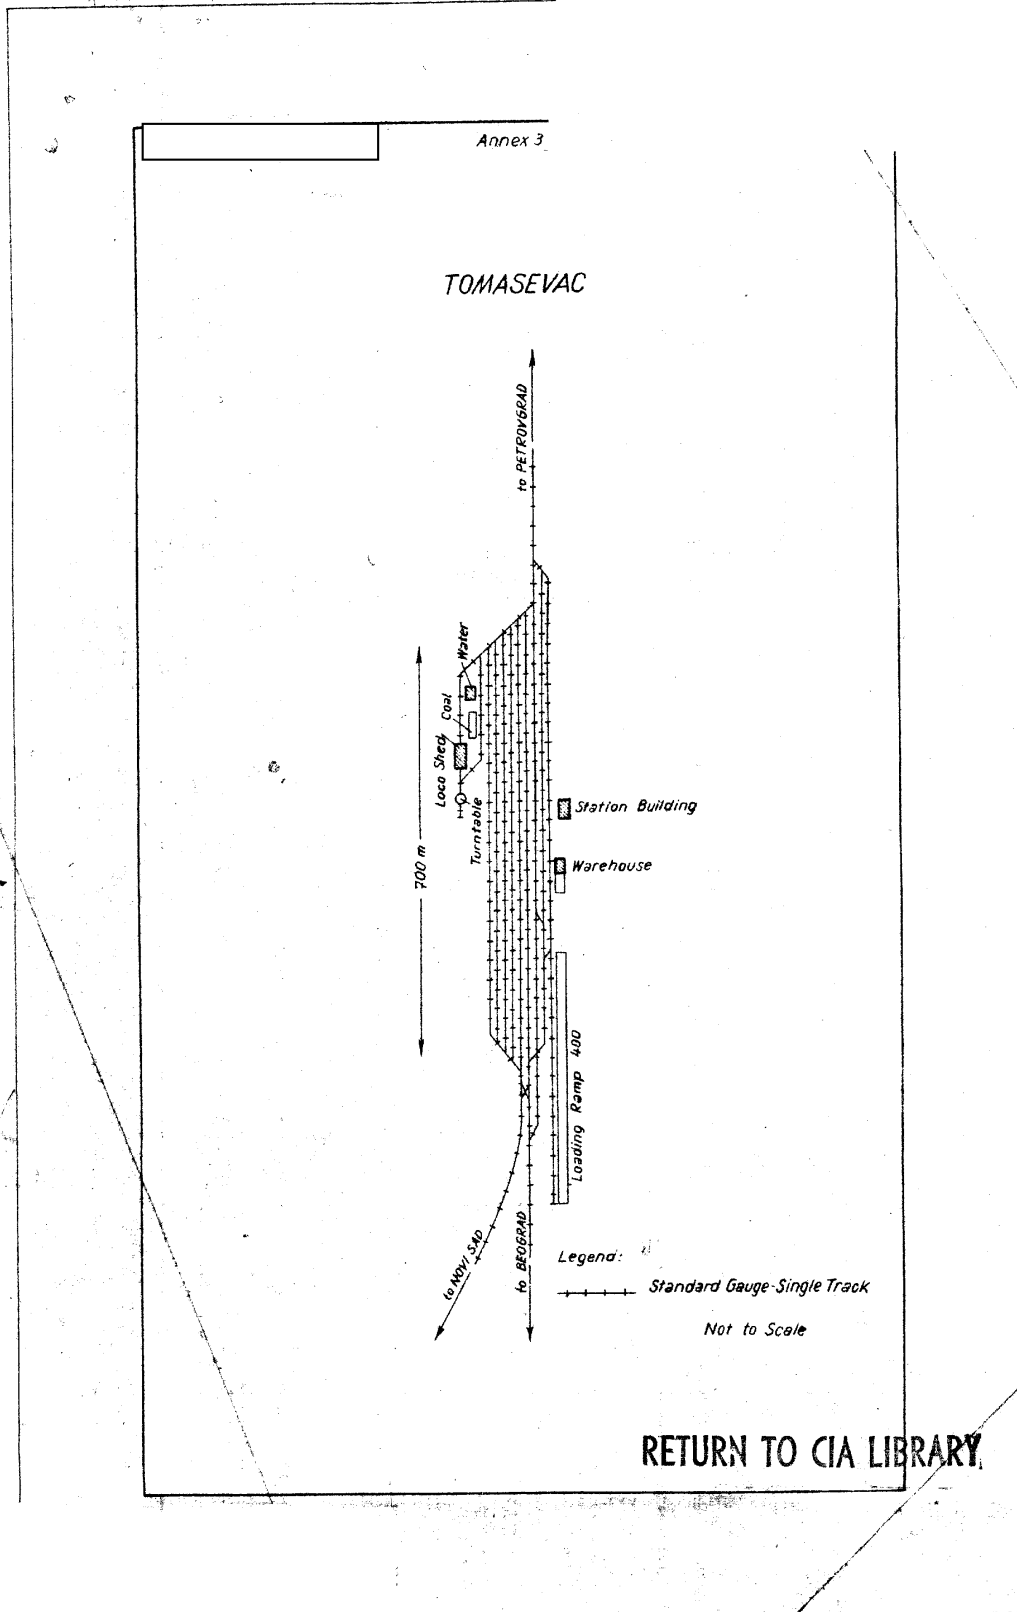 Annex 3
TOMASEVAC
to PETROVGRAD
Water
Coal
Loco Shed
Turntable
700 m
Station Building
Warehouse
Loading Ramp 400
to NOVI SAD
to BEOGRAD
Legend:
Standard Gauge-Single Track
Not to Scale
RETURN TO CIA LIBRARY